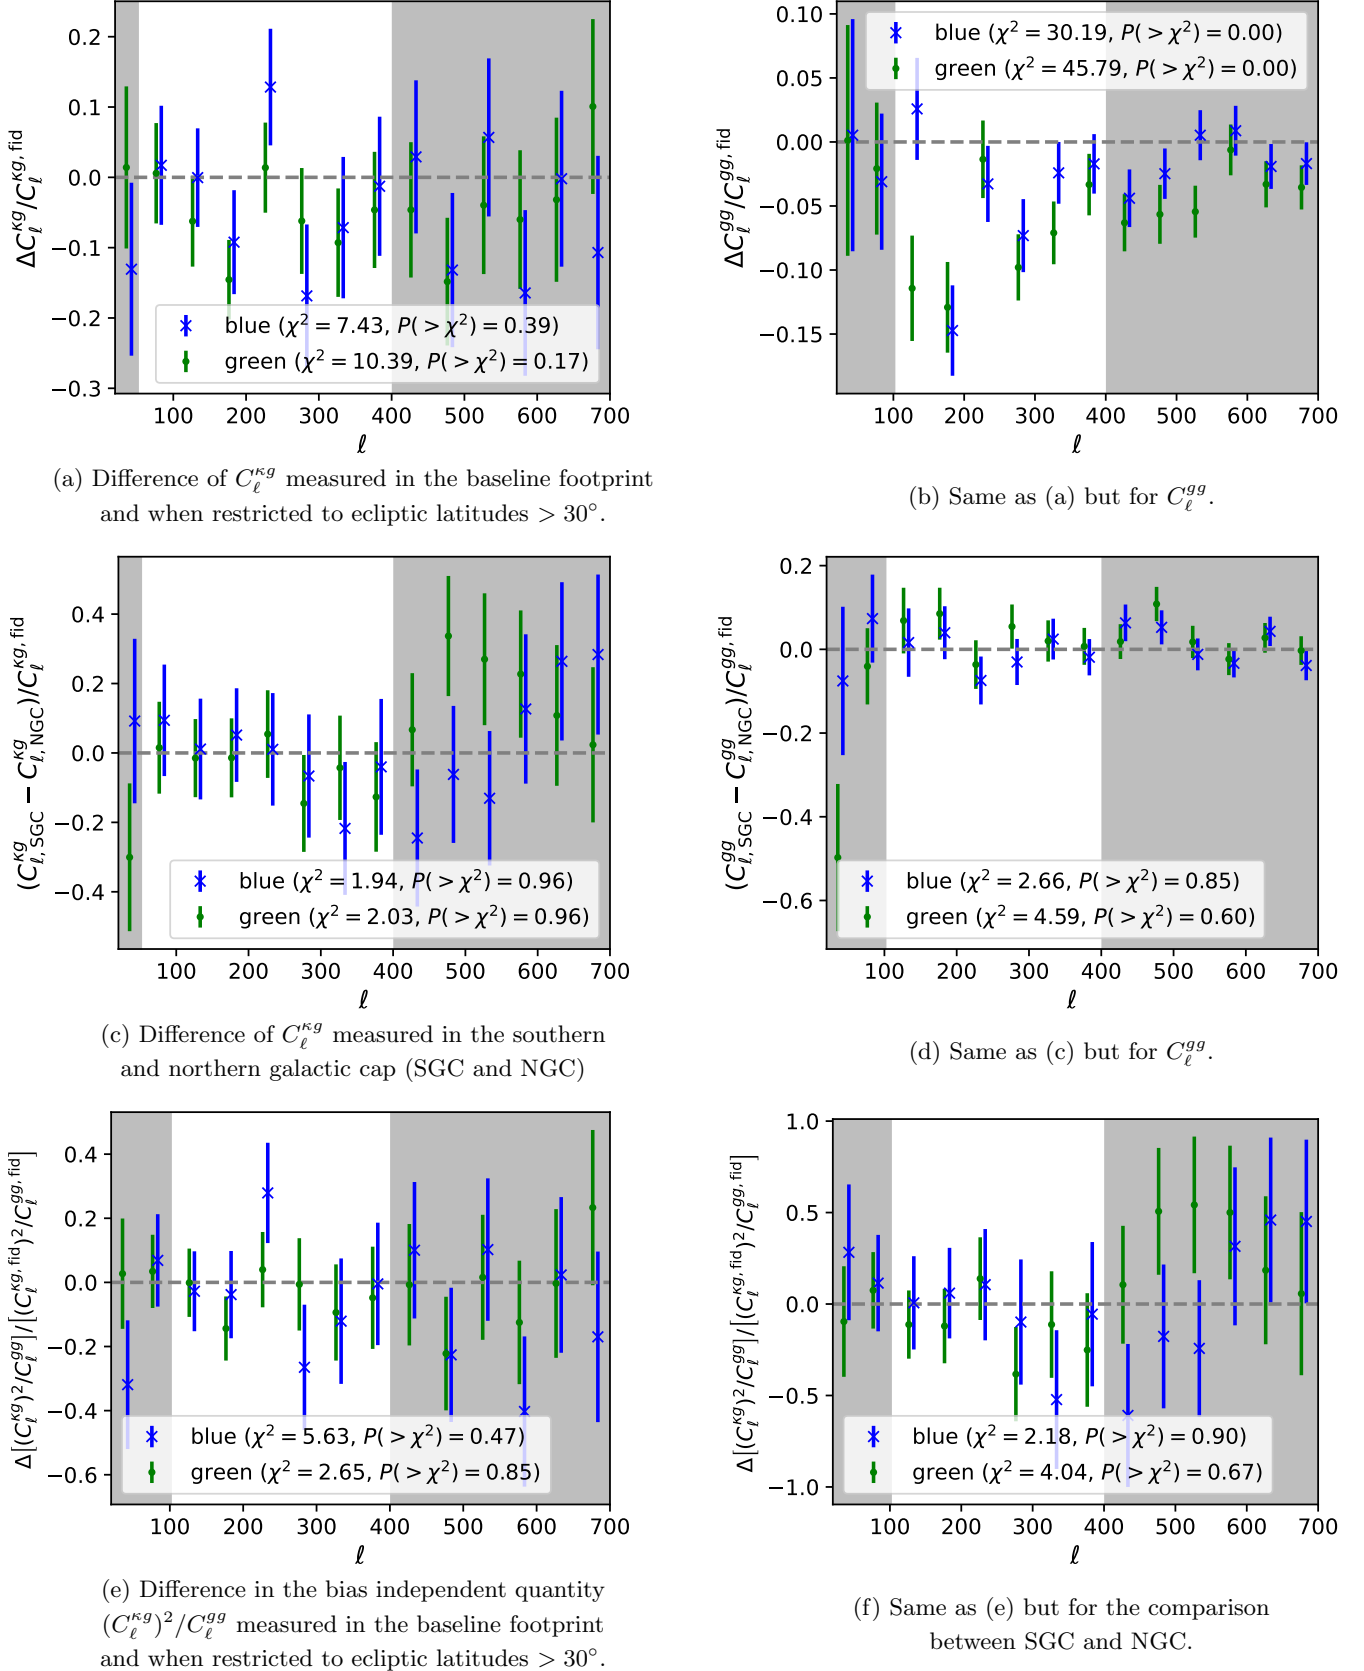 0.2
0.1
0.0
−0.1
−0.2
−0.3
ΔC_ℓ^{κg}/C_ℓ^{κg, fid}
blue (χ² = 7.43, P( > χ²) = 0.39)
green (χ² = 10.39, P( > χ²) = 0.17)
100 200 300 400 500 600 700
ℓ
(a) Difference of C_ℓ^{κg} measured in the baseline footprint
and when restricted to ecliptic latitudes > 30°.
0.10
0.05
0.00
−0.05
−0.10
−0.15
ΔC_ℓ^{gg}/C_ℓ^{gg, fid}
blue (χ² = 30.19, P( > χ²) = 0.00)
green (χ² = 45.79, P( > χ²) = 0.00)
100 200 300 400 500 600 700
ℓ
(b) Same as (a) but for C_ℓ^{gg}.
0.4
0.2
0.0
−0.2
−0.4
(C_{ℓ, SGC}^{κg} − C_{ℓ, NGC}^{κg})/C_ℓ^{κg, fid}
blue (χ² = 1.94, P( > χ²) = 0.96)
green (χ² = 2.03, P( > χ²) = 0.96)
100 200 300 400 500 600 700
ℓ
(c) Difference of C_ℓ^{κg} measured in the southern
and northern galactic cap (SGC and NGC)
0.2
0.0
−0.2
−0.4
−0.6
(C_{ℓ, SGC}^{gg} − C_{ℓ, NGC}^{gg})/C_ℓ^{gg, fid}
blue (χ² = 2.66, P( > χ²) = 0.85)
green (χ² = 4.59, P( > χ²) = 0.60)
100 200 300 400 500 600 700
ℓ
(d) Same as (c) but for C_ℓ^{gg}.
0.4
0.2
0.0
−0.2
−0.4
−0.6
Δ[(C_ℓ^{κg})²/C_ℓ^{gg}]/[(C_ℓ^{κg, fid})²/C_ℓ^{gg, fid}]
blue (χ² = 5.63, P( > χ²) = 0.47)
green (χ² = 2.65, P( > χ²) = 0.85)
100 200 300 400 500 600 700
ℓ
(e) Difference in the bias independent quantity
(C_ℓ^{κg})²/C_ℓ^{gg} measured in the baseline footprint
and when restricted to ecliptic latitudes > 30°.
1.0
0.5
0.0
−0.5
−1.0
Δ[(C_ℓ^{κg})²/C_ℓ^{gg}]/[(C_ℓ^{κg, fid})²/C_ℓ^{gg, fid}]
blue (χ² = 2.18, P( > χ²) = 0.90)
green (χ² = 4.04, P( > χ²) = 0.67)
100 200 300 400 500 600 700
ℓ
(f) Same as (e) but for the comparison
between SGC and NGC.